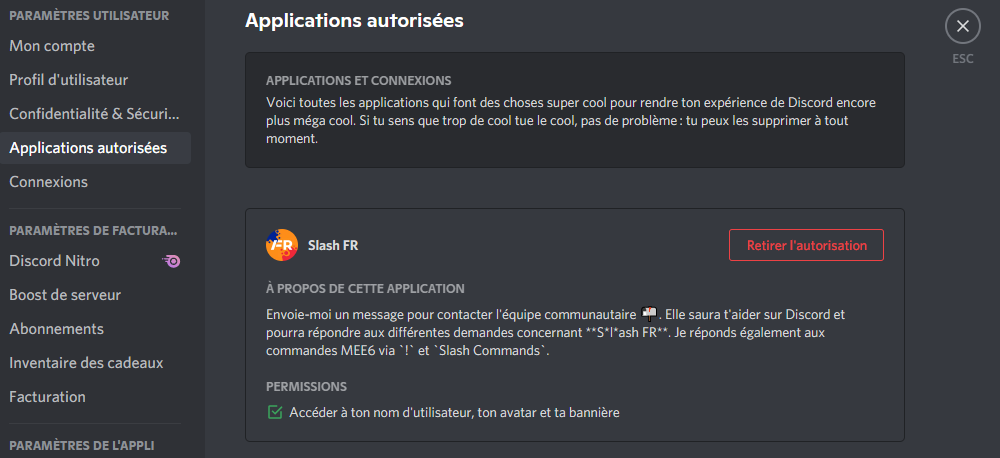 PARAMÈTRES UTILISATEUR
Mon compte
Profil d'utilisateur
Confidentialité & Sécuri...
Applications autorisées
Connexions
PARAMÈTRES DE FACTURA...
Discord Nitro
Boost de serveur
Abonnements
Inventaire des cadeaux
Facturation
PARAMÈTRES DE L'APPLI
Applications autorisées
ESC
APPLICATIONS ET CONNEXIONS
Voici toutes les applications qui font des choses super cool pour rendre ton expérience de Discord encore
plus méga cool. Si tu sens que trop de cool tue le cool, pas de problème : tu peux les supprimer à tout
moment.
FR
Slash FR
Retirer l'autorisation
À PROPOS DE CETTE APPLICATION
Envoie-moi un message pour contacter l'équipe communautaire 📬. Elle saura t'aider sur Discord et
pourra répondre aux différentes demandes concernant **S*l*ash FR**. Je réponds également aux
commandes MEE6 via `!` et `Slash Commands`.
PERMISSIONS
Accéder à ton nom d'utilisateur, ton avatar et ta bannière